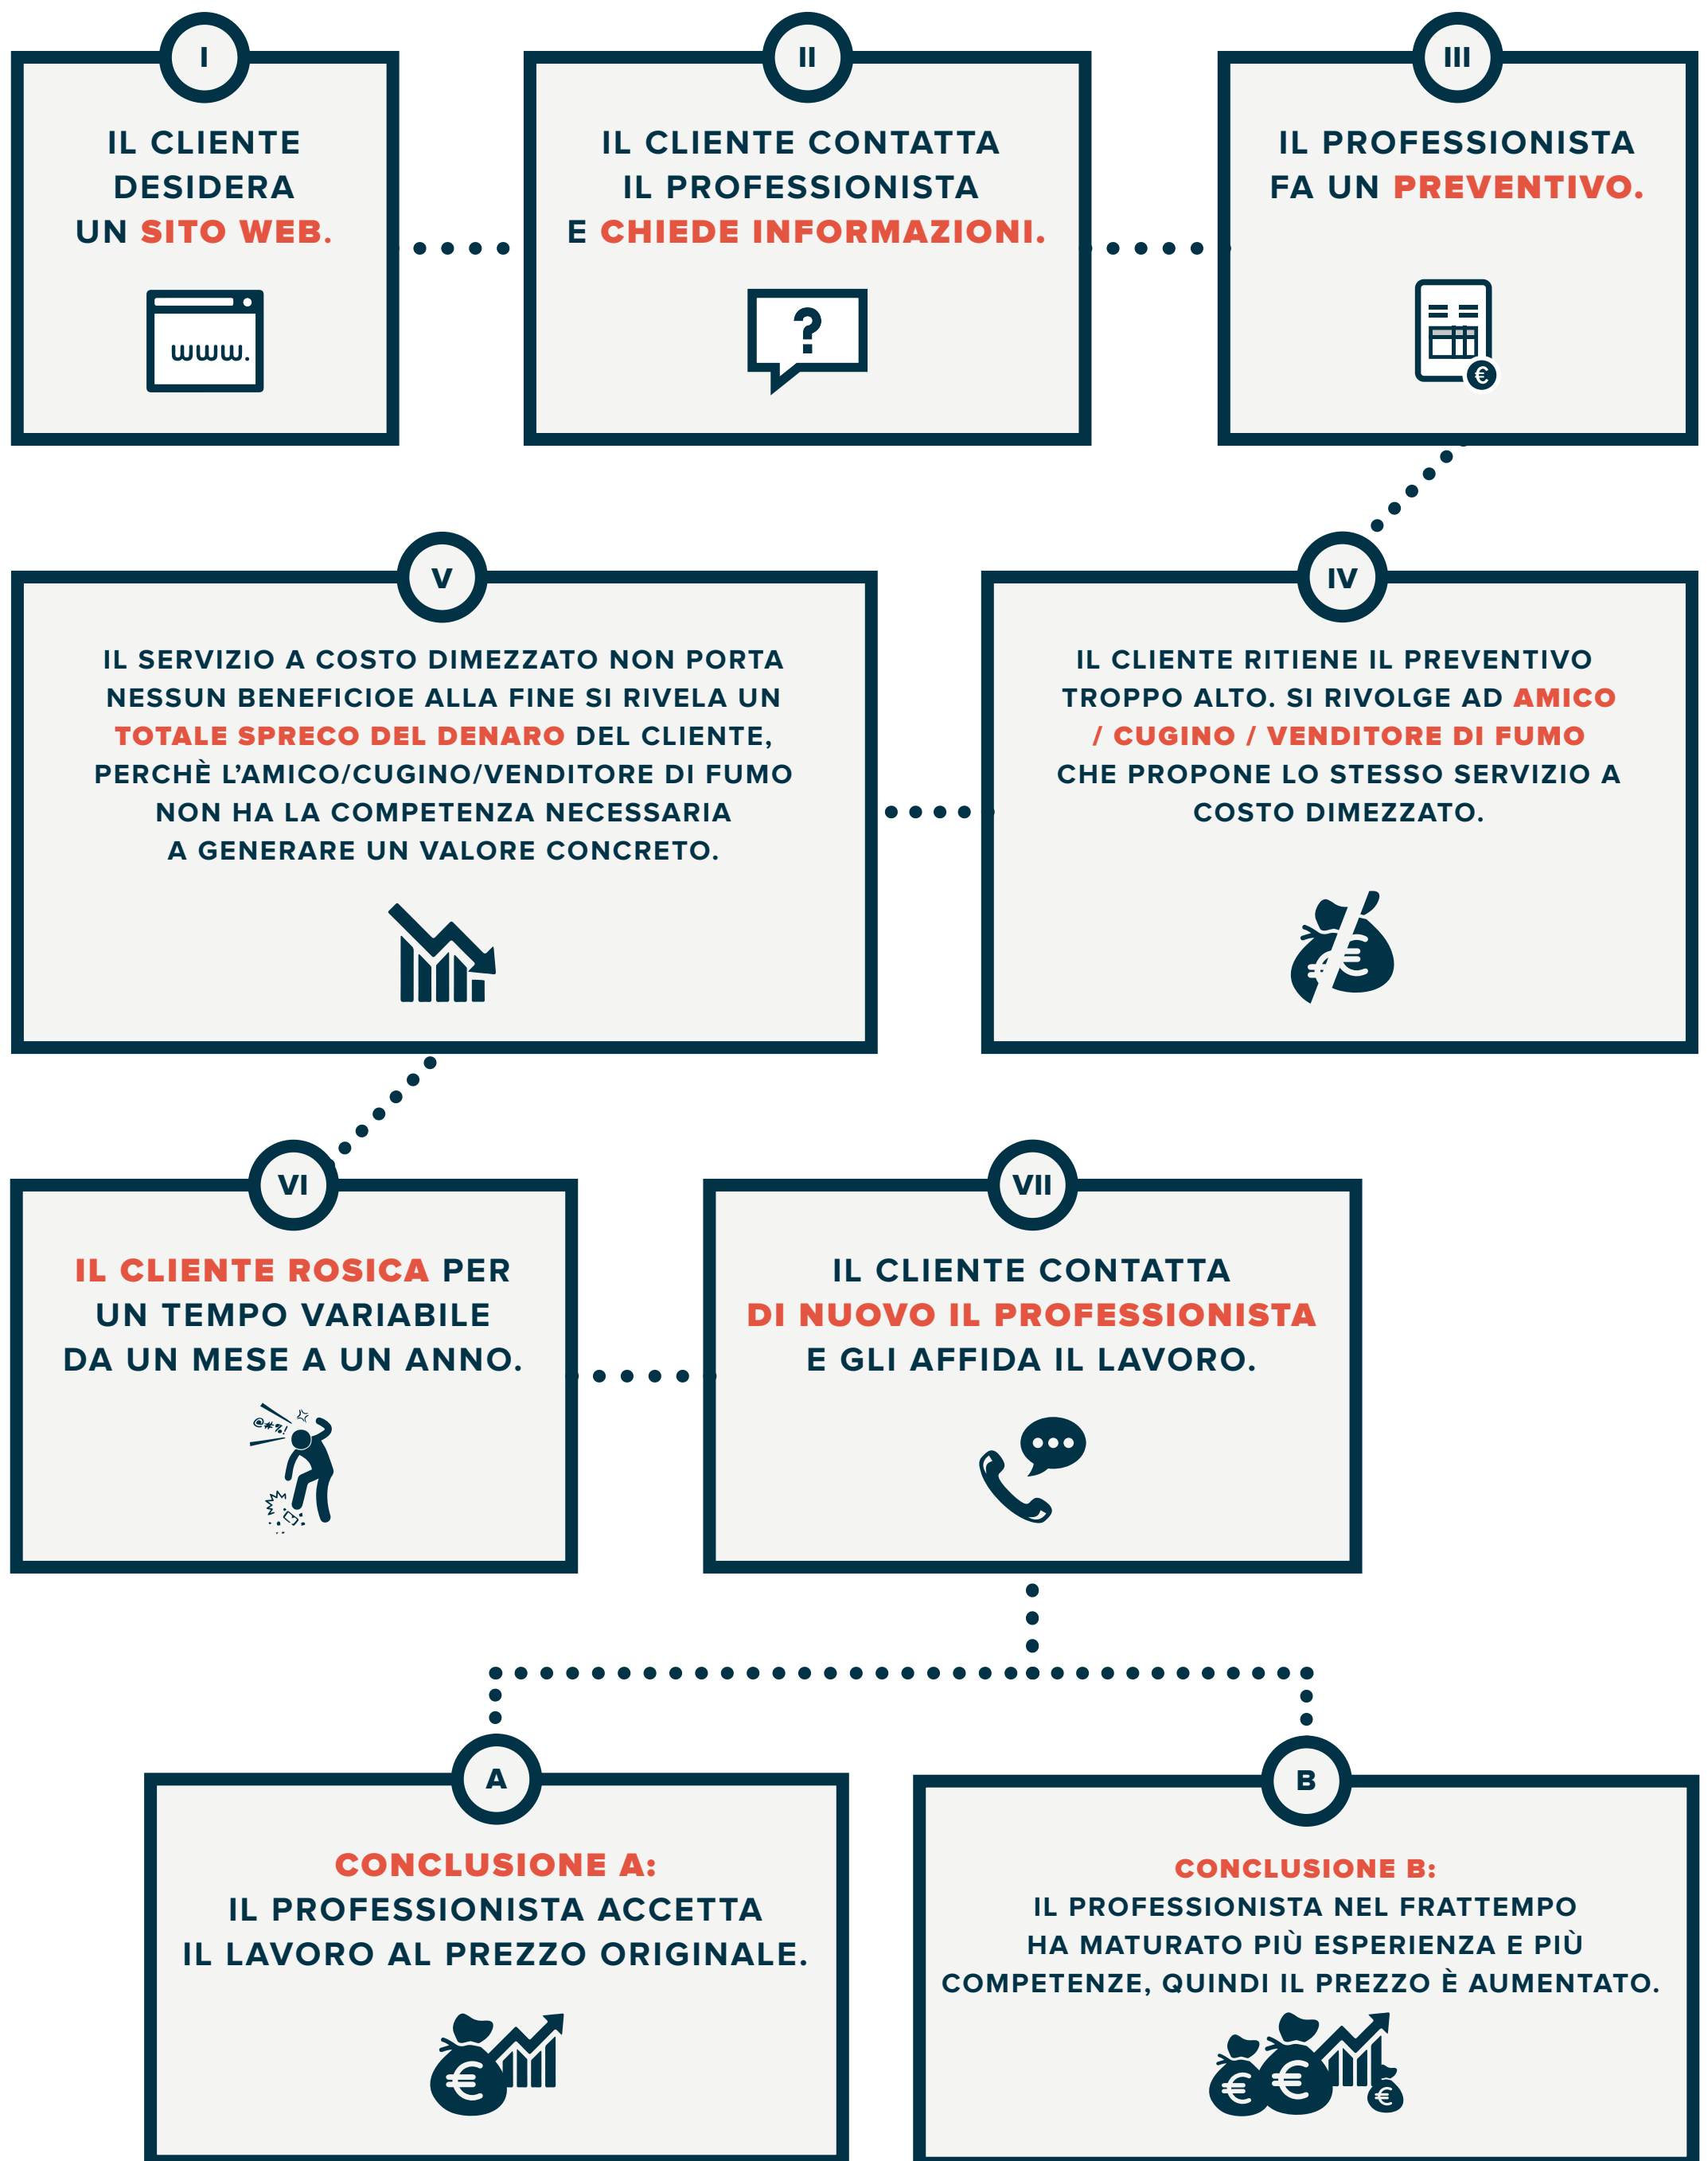 I
IL CLIENTE
DESIDERA
UN SITO WEB.
www.
II
IL CLIENTE CONTATTA
IL PROFESSIONISTA
E CHIEDE INFORMAZIONI.
?
III
IL PROFESSIONISTA
FA UN PREVENTIVO.
€
IV
IL CLIENTE RITIENE IL PREVENTIVO
TROPPO ALTO. SI RIVOLGE AD AMICO
/ CUGINO / VENDITORE DI FUMO
CHE PROPONE LO STESSO SERVIZIO A
COSTO DIMEZZATO.
€ €
V
IL SERVIZIO A COSTO DIMEZZATO NON PORTA
NESSUN BENEFICIOE ALLA FINE SI RIVELA UN
TOTALE SPRECO DEL DENARO DEL CLIENTE,
PERCHÈ L'AMICO/CUGINO/VENDITORE DI FUMO
NON HA LA COMPETENZA NECESSARIA
A GENERARE UN VALORE CONCRETO.
VI
IL CLIENTE ROSICA PER
UN TEMPO VARIABILE
DA UN MESE A UN ANNO.
@#%!
VII
IL CLIENTE CONTATTA
DI NUOVO IL PROFESSIONISTA
E GLI AFFIDA IL LAVORO.
A
CONCLUSIONE A:
IL PROFESSIONISTA ACCETTA
IL LAVORO AL PREZZO ORIGINALE.
€
B
CONCLUSIONE B:
IL PROFESSIONISTA NEL FRATTEMPO
HA MATURATO PIÙ ESPERIENZA E PIÙ
COMPETENZE, QUINDI IL PREZZO È AUMENTATO.
€ € €